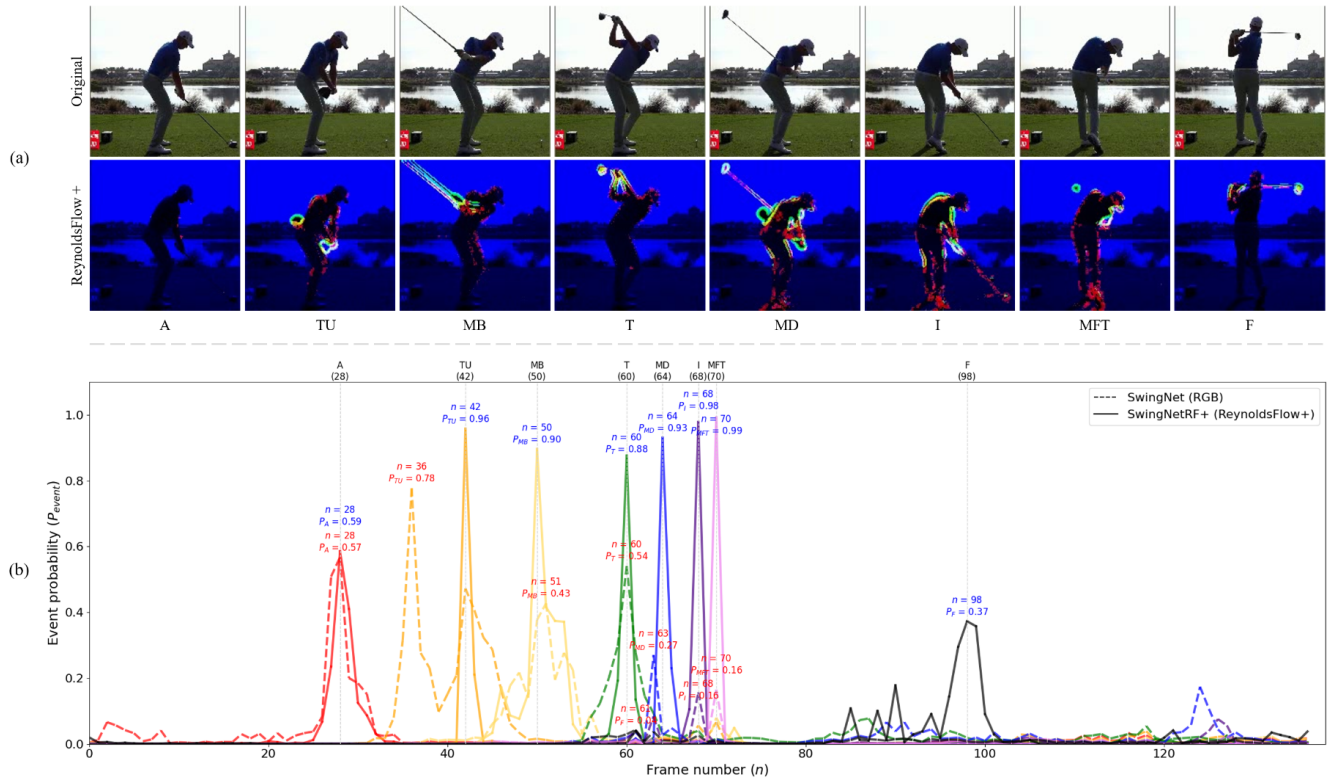 (a)
Original
ReynoldsFlow +
A
TU
MB
T
MD
I
MFT
F
(b)
A
(28)
TU
(42)
MB
(50)
T
(60)
MD
(64)
I
(68)
MFT
(70)
F
(98)
SwingNet (RGB)
SwingNetRF+ (ReynoldsFlow+)
Event probability (P_event)
1.0
0.8
0.6
0.4
0.2
0.0
n = 28
P_A = 0.59
n = 28
P_A = 0.57
n = 36
P_TU = 0.78
n = 42
P_TU = 0.96
n = 50
P_MB = 0.90
n = 51
P_MB = 0.43
n = 60
P_T = 0.88
n = 60
P_T = 0.54
n = 64
P_MD = 0.93
n = 63
P_MD = 0.27
n = 68
P_I = 0.98
n = 70
P_MFT = 0.99
n = 70
P_MFT = 0.16
n = 68
P_I = 0.16
n = 98
P_F = 0.37
0
20
40
60
80
100
120
Frame number (n)